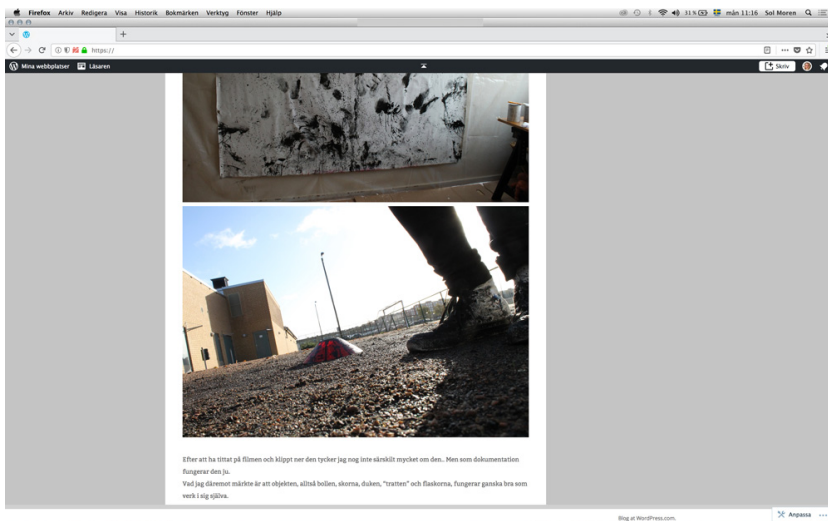 Firefox Arkiv Redigera Visa Historik Bokmärken Verktyg Fönster Hjälp
31 % mån 11:16 Sol Moren
https://
Mina webbplatser Läsaren Skriv
Efter att ha tittat på filmen och klippt ner den tycker jag nog inte särskilt mycket om den.. Men som dokumentation
fungerar den ju.
Vad jag däremot märkte är att objekten, alltså bollen, skorna, duken, "tratten" och flaskorna, fungerar ganska bra som
verk i sig själva.
Blog at WordPress.com.
Anpassa